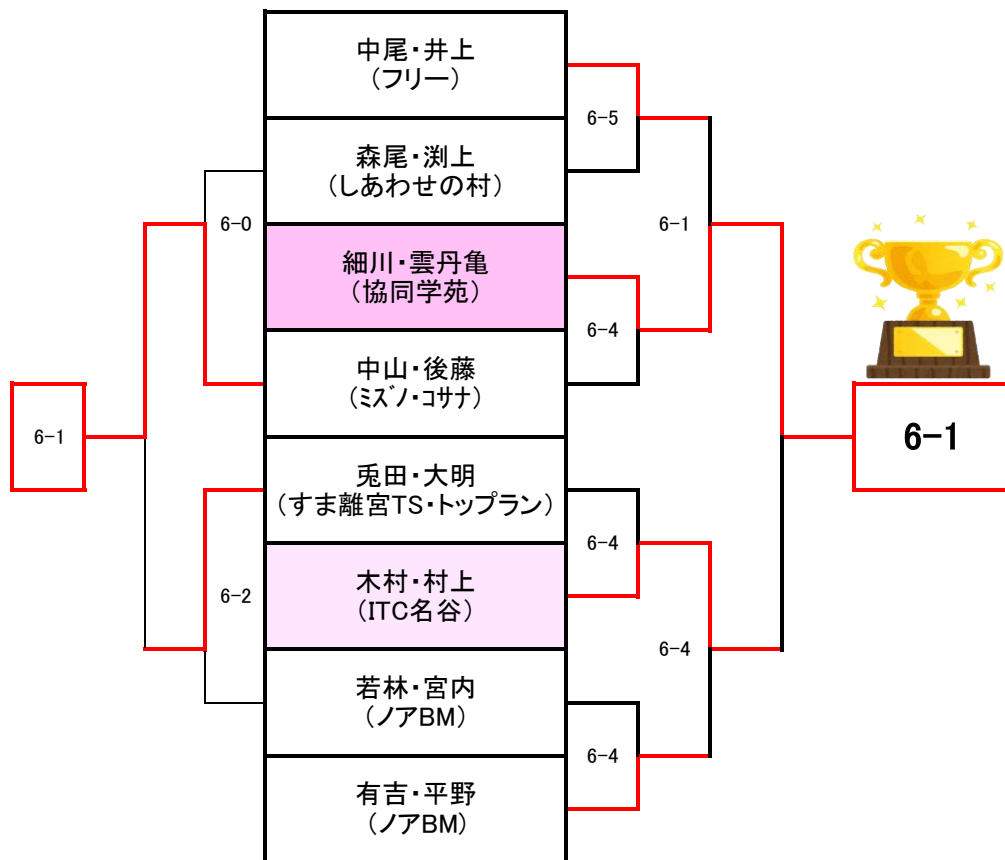 中尾・井上
（フリー）
6-5
森尾・渕上
(しあわせの村)
6-0
6-1
細川・雲丹亀
(協同学苑)
6-4
中山・後藤
(ミズノ・コサナ)
6-1
6-1
兎田・大明
(すま離宮TS・トップラン)
6-4
木村・村上
（ITC名谷）
6-2
6-4
若林・宮内
(ノアBM)
6-4
有吉・平野
(ノアBM)